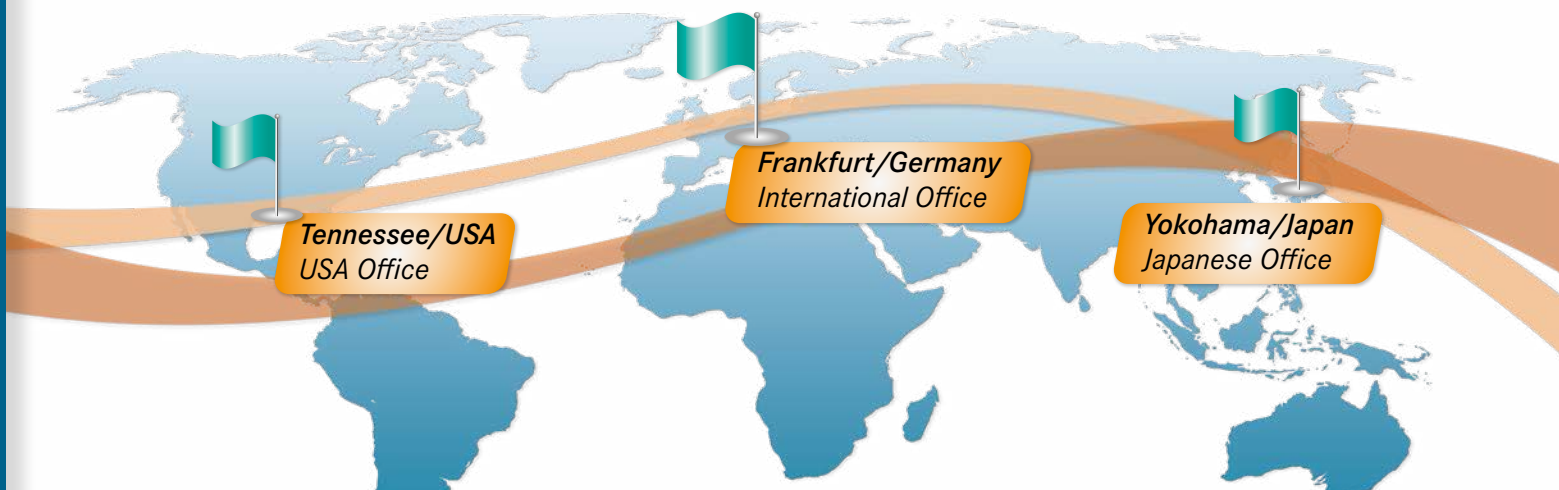 Frankfurt/Germany
International Office
Tennessee/USA
USA Office
Yokohama/Japan
Japanese Office